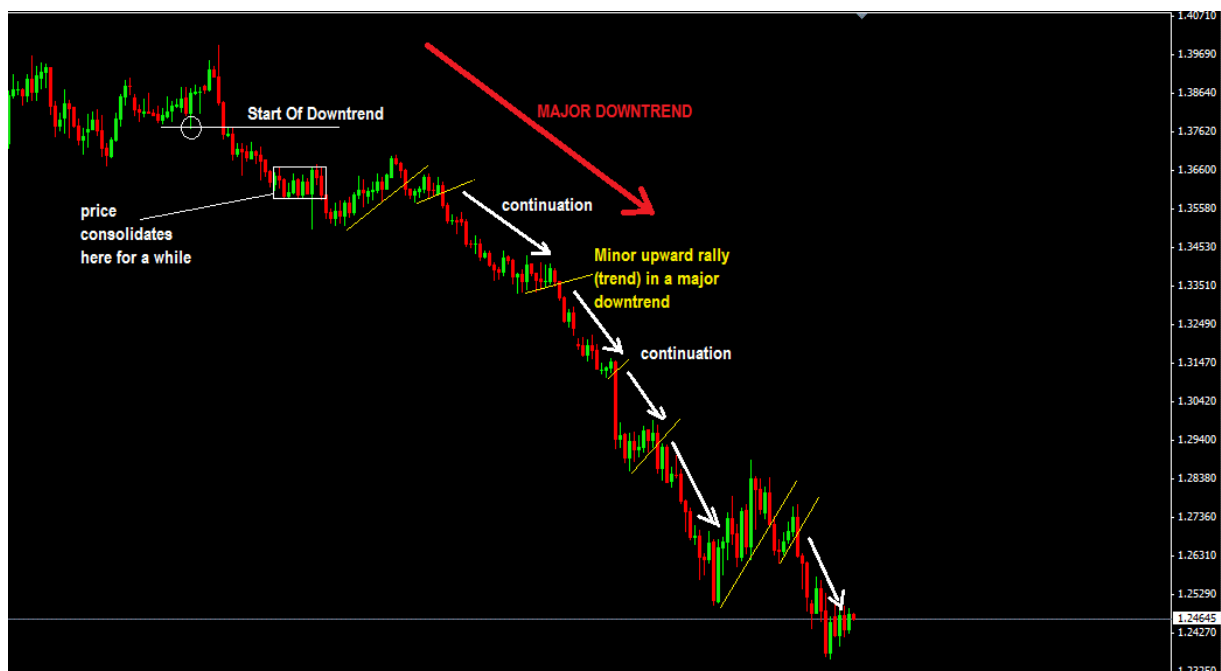 1.40710
1.39690
Start Of Downtrend
MAJOR DOWNTREND
1.38640
1.37620
1.36600
price
consolidates
here for a while
continuation
1.35580
Minor upward rally
(trend) in a major
downtrend
1.34530
1.33510
1.32490
continuation
1.31470
1.30420
1.29400
1.28380
1.27360
1.26310
1.25290
1.24645
1.24270